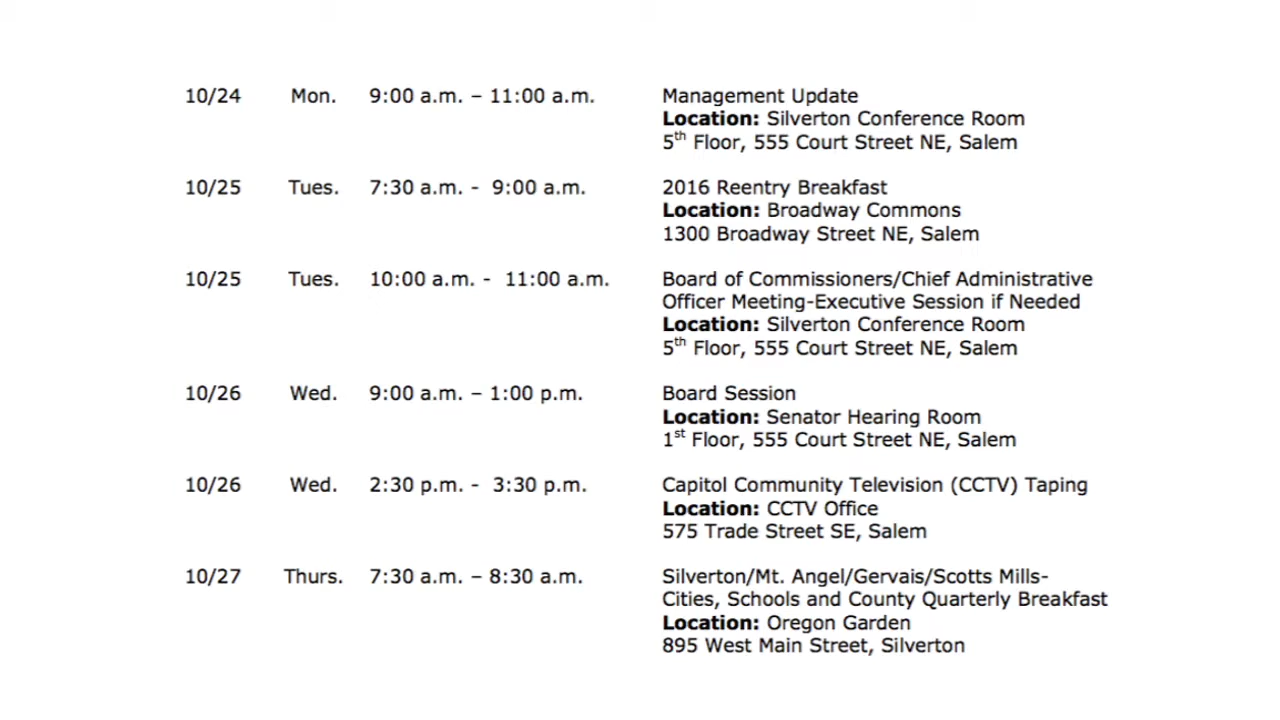 10/24 Mon. 9:00 a.m. – 11:00 a.m. Management Update
Location: Silverton Conference Room
5th Floor, 555 Court Street NE, Salem
10/25 Tues. 7:30 a.m. - 9:00 a.m. 2016 Reentry Breakfast
Location: Broadway Commons
1300 Broadway Street NE, Salem
10/25 Tues. 10:00 a.m. - 11:00 a.m. Board of Commissioners/Chief Administrative
Officer Meeting-Executive Session if Needed
Location: Silverton Conference Room
5th Floor, 555 Court Street NE, Salem
10/26 Wed. 9:00 a.m. – 1:00 p.m. Board Session
Location: Senator Hearing Room
1st Floor, 555 Court Street NE, Salem
10/26 Wed. 2:30 p.m. - 3:30 p.m. Capitol Community Television (CCTV) Taping
Location: CCTV Office
575 Trade Street SE, Salem
10/27 Thurs. 7:30 a.m. – 8:30 a.m. Silverton/Mt. Angel/Gervais/Scotts Mills-
Cities, Schools and County Quarterly Breakfast
Location: Oregon Garden
895 West Main Street, Silverton